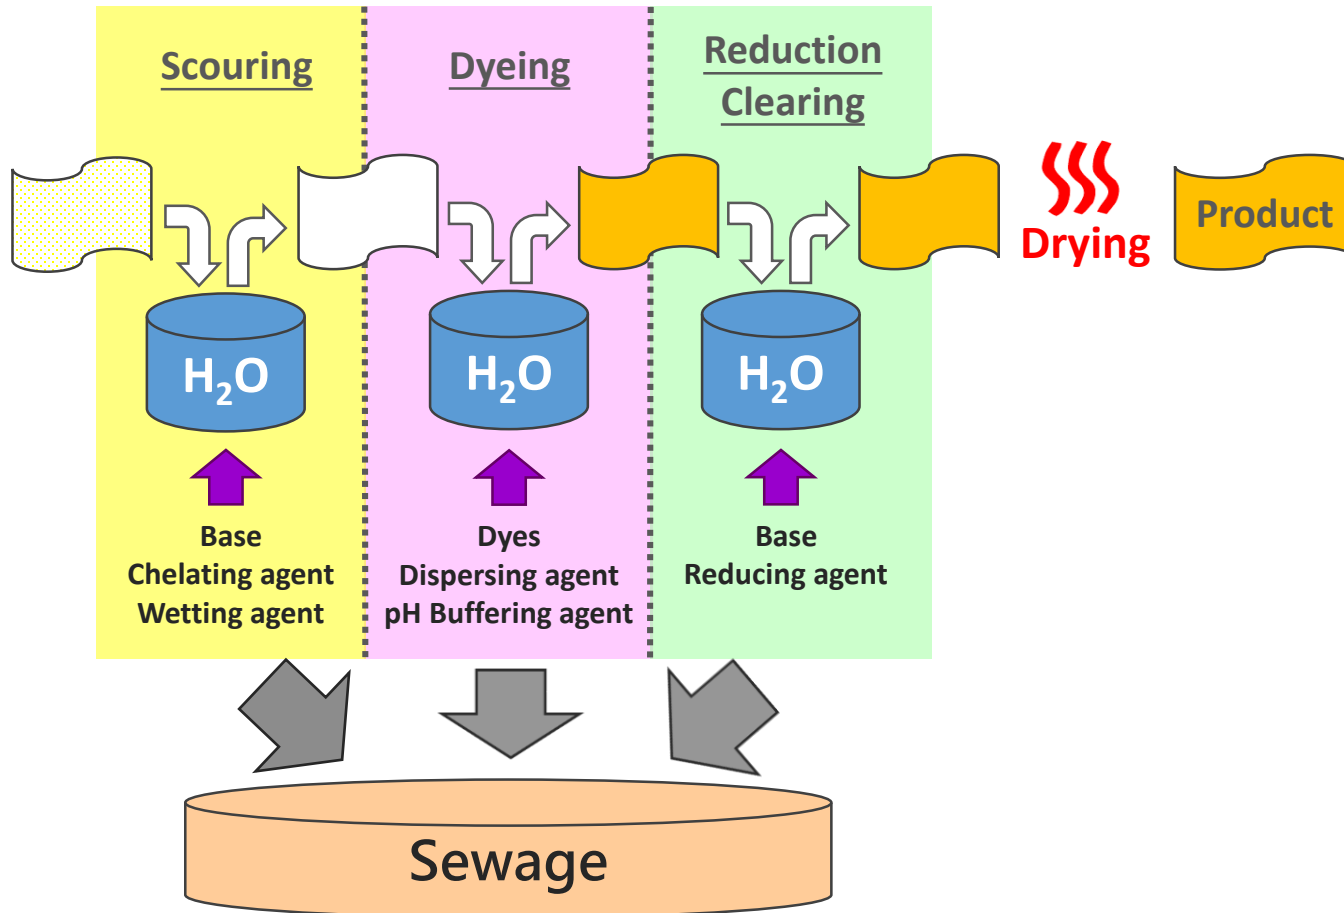 Scouring
Dyeing
Reduction
Clearing
Drying
Product
H₂O
H₂O
H₂O
Base
Chelating agent
Wetting agent
Dyes
Dispersing agent
pH Buffering agent
Base
Reducing agent
Sewage